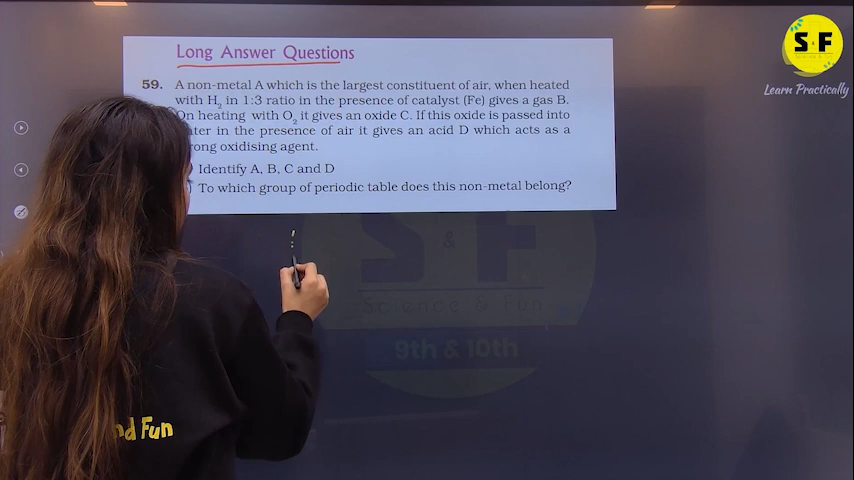 Long Answer Questions
59. A non-metal A which is the largest constituent of air, when heated
with H₂ in 1:3 ratio in the presence of catalyst (Fe) gives a gas B.
On heating with O₂ it gives an oxide C. If this oxide is passed into
ater in the presence of air it gives an acid D which acts as a
rong oxidising agent.
) Identify A, B, C and D
) To which group of periodic table does this non-metal belong?
S&F
Learn Practically
S & F
Science & Fun
9th & 10th
nd Fun